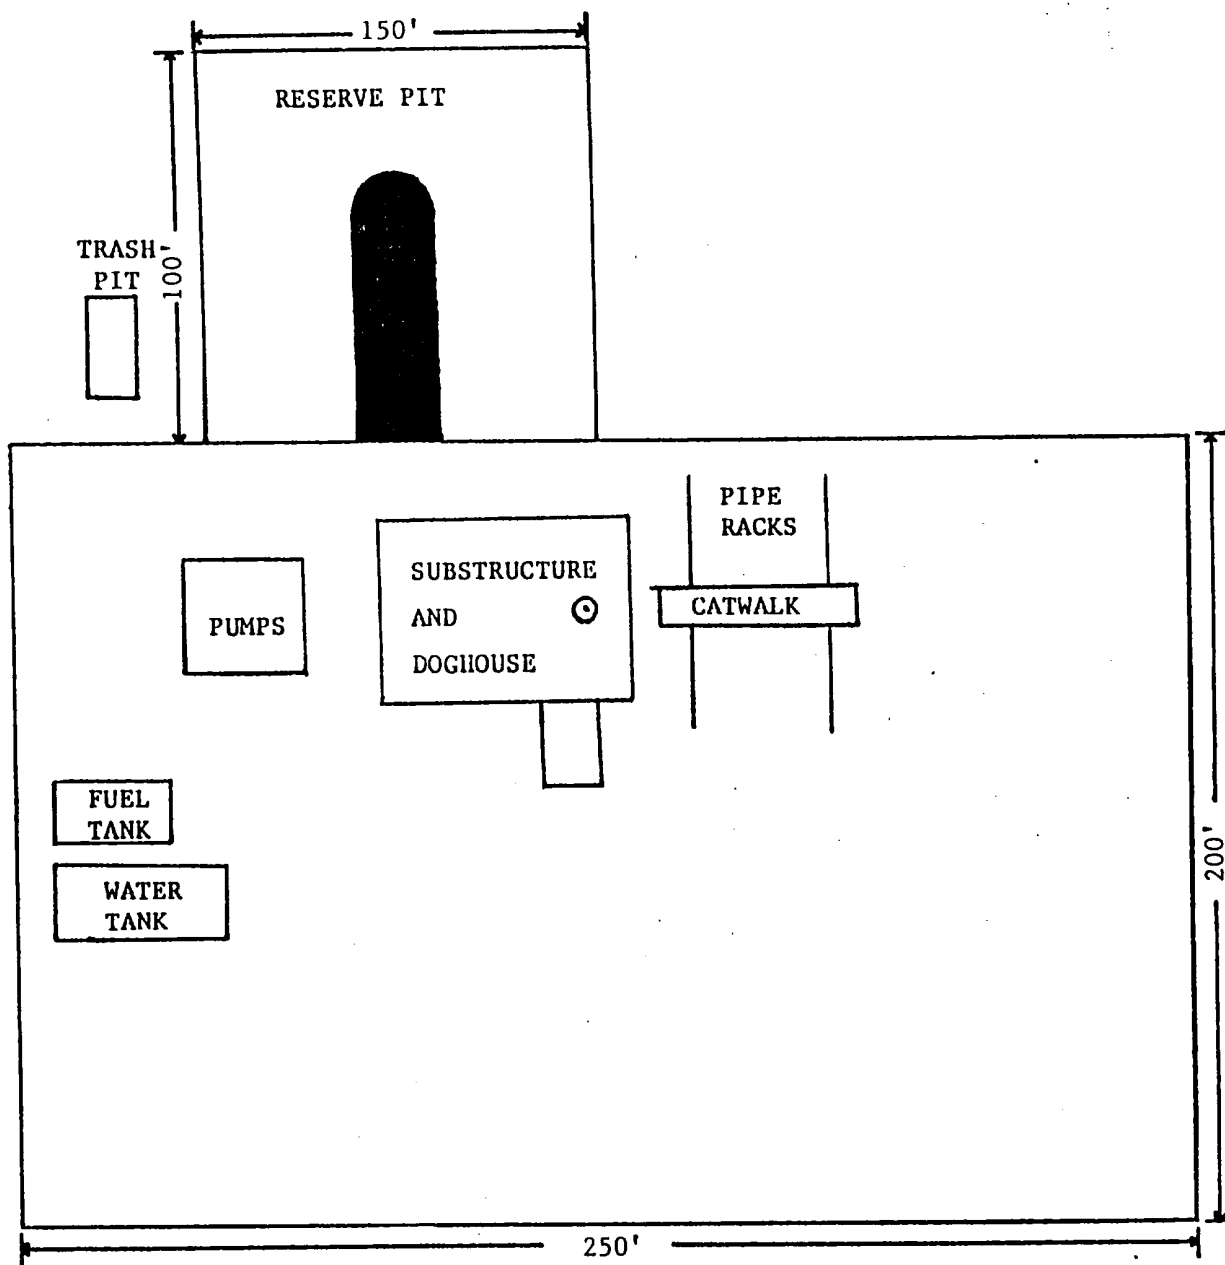 150'
RESERVE PIT
TRASH
PIT
100'
PIPE
RACKS
SUBSTRUCTURE
AND
DOGHOUSE
CATWALK
PUMPS
FUEL
TANK
WATER
TANK
200'
250'